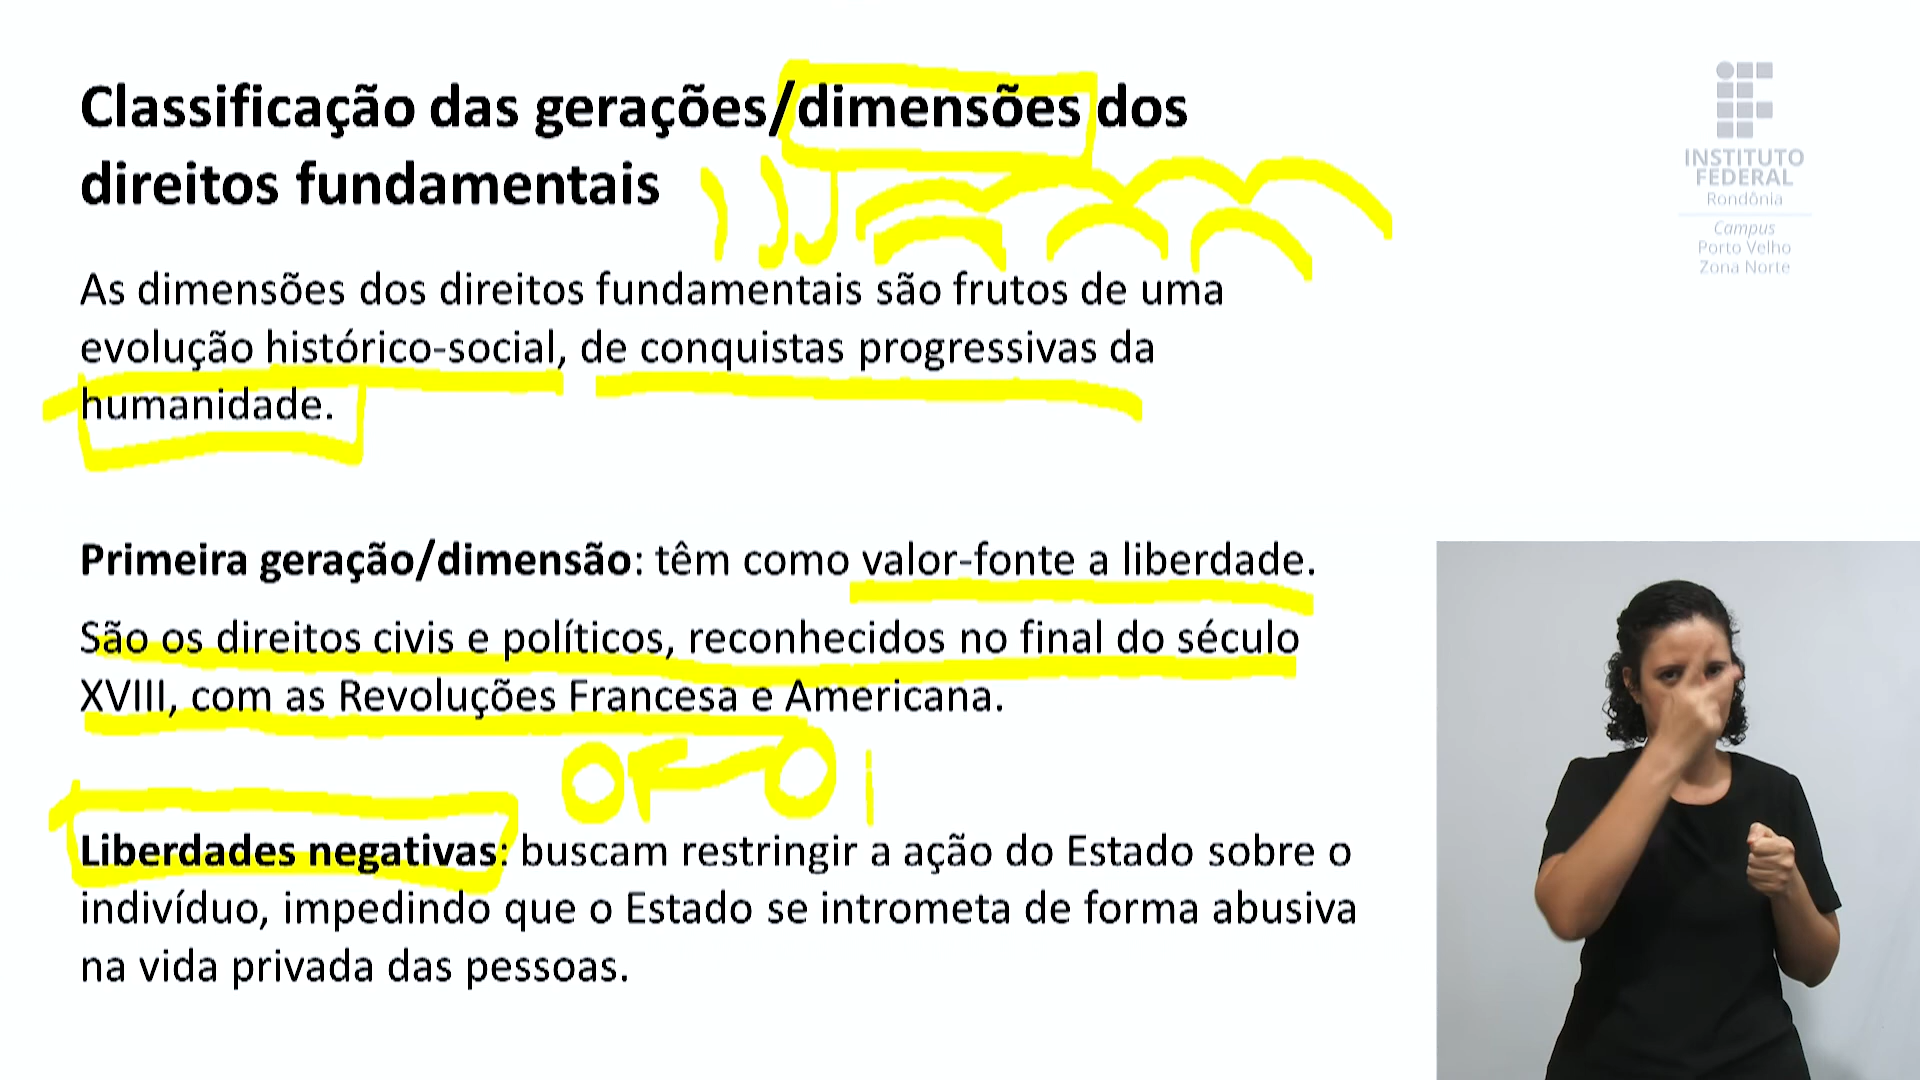 Classificação das gerações/dimensões dos
direitos fundamentais
As dimensões dos direitos fundamentais são frutos de uma
evolução histórico-social, de conquistas progressivas da
humanidade.
Primeira geração/dimensão: têm como valor-fonte a liberdade.
São os direitos civis e políticos, reconhecidos no final do século
XVIII, com as Revoluções Francesa e Americana.
Liberdades negativas: buscam restringir a ação do Estado sobre o
indivíduo, impedindo que o Estado se intrometa de forma abusiva
na vida privada das pessoas.
INSTITUTO
FEDERAL
Rondônia
Campus
Porto Velho
Zona Norte